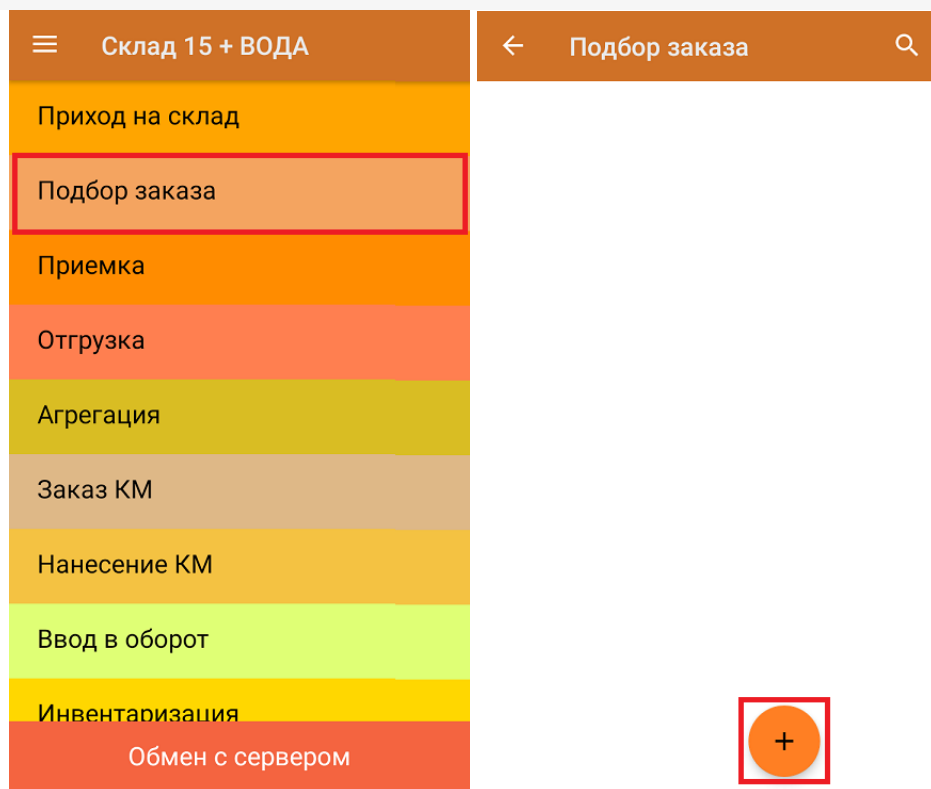 Склад 15 + ВОДА
Приход на склад
Подбор заказа
Приемка
Отгрузка
Агрегация
Заказ КМ
Нанесение КМ
Ввод в оборот
Инвентаризация
Обмен с сервером
Подбор заказа
+